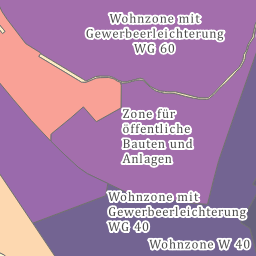 Wohnzone mit
Gewerbeerleichterung
WG 60
Zone für
öffentliche
Bauten und
Anlagen
Wohnzone mit
Gewerbeerleichterung
WG 40
Wohnzone W 40